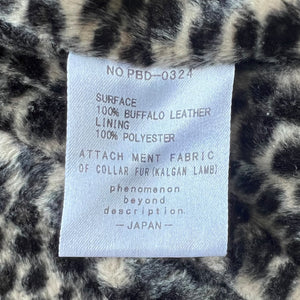 NO PBD-0324
SURFACE
100% BUFFALO LEATHER
LINING
100% POLYESTER
ATTACH MENT FABRIC
OF COLLAR FUR(KALGAN LAMB)
phenomenon
beyond
description.
—JAPAN—